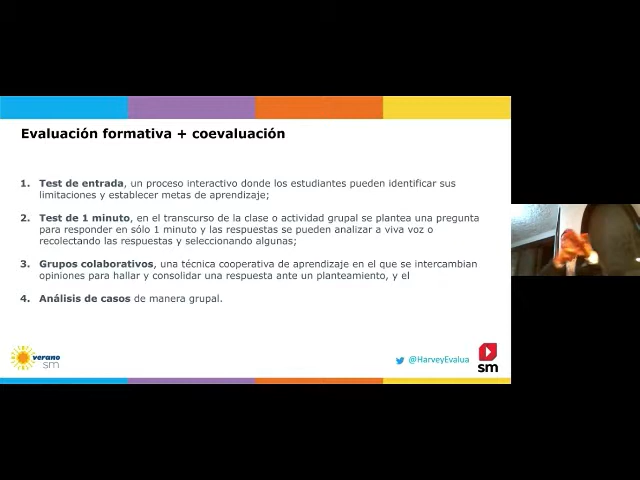 Evaluación formativa + coevaluación
1. Test de entrada, un proceso interactivo donde los estudiantes pueden identificar sus
limitaciones y establecer metas de aprendizaje;
2. Test de 1 minuto, en el transcurso de la clase o actividad grupal se plantea una pregunta
para responder en sólo 1 minuto y las respuestas se pueden analizar a viva voz o
recolectando las respuestas y seleccionando algunas;
3. Grupos colaborativos, una técnica cooperativa de aprendizaje en el que se intercambian
opiniones para hallar y consolidar una respuesta ante un planteamiento, y el
4. Análisis de casos de manera grupal.
verano
sm
@HarveyEvalua
sm